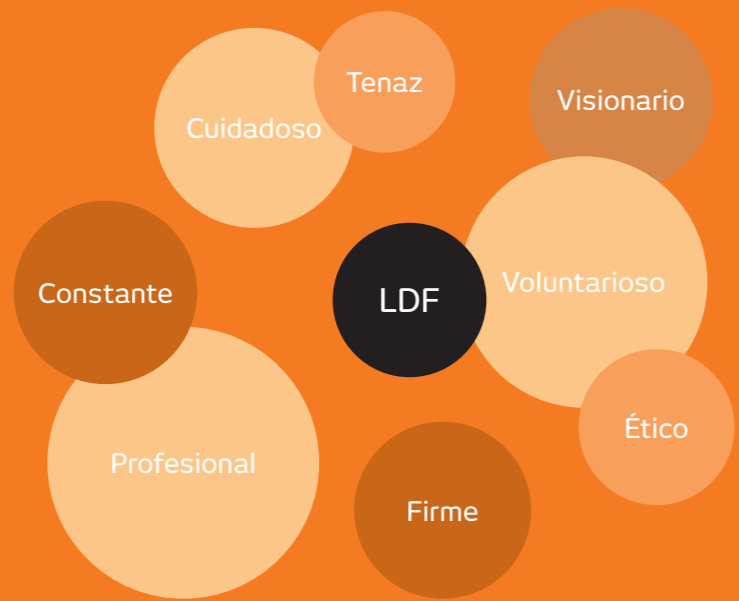 Tenaz
Visionario
Cuidadoso
Voluntarioso
Constante
LDF
Ético
Profesional
Firme